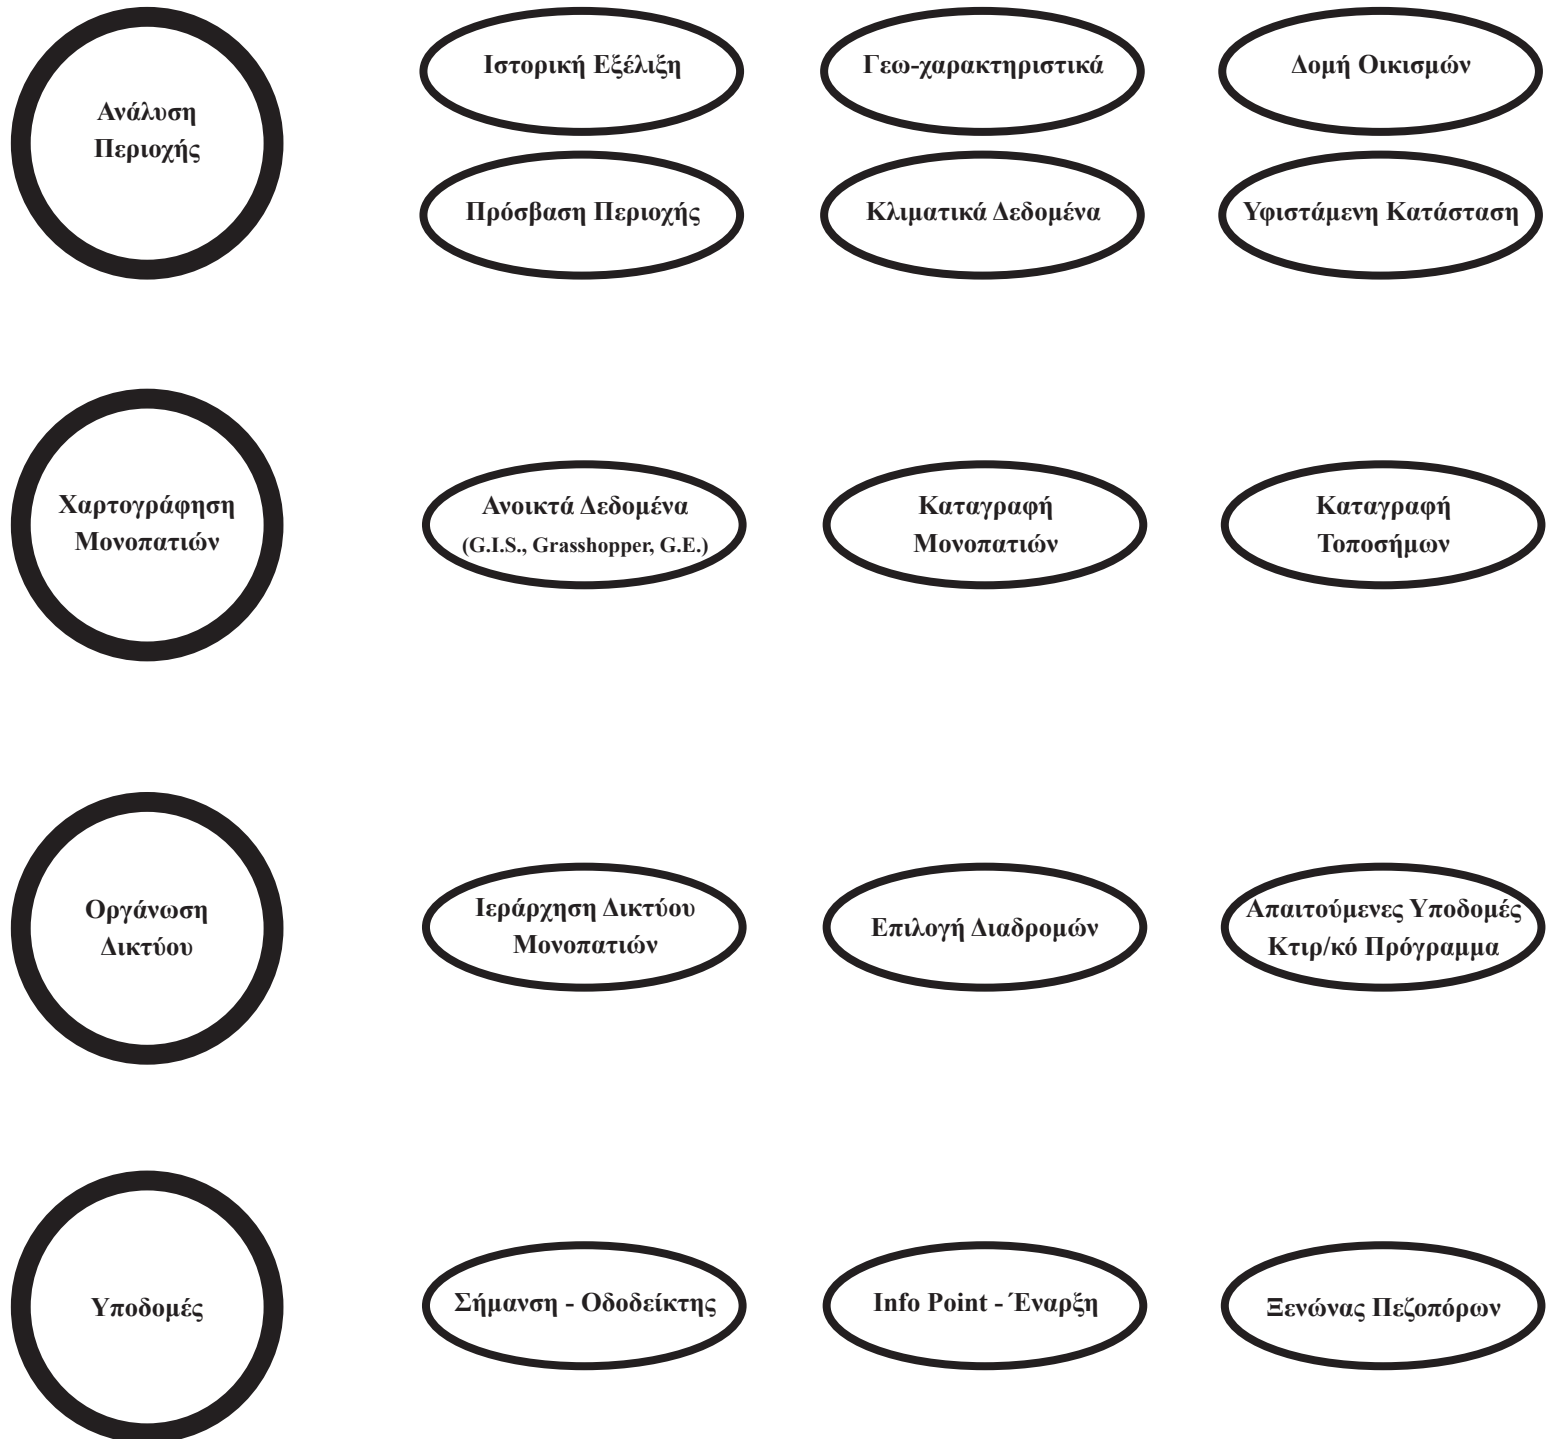 Ανάλυση
Περιοχής
Ιστορική Εξέλιξη
Γεω-χαρακτηριστικά
Δομή Οικισμών
Πρόσβαση Περιοχής
Κλιματικά Δεδομένα
Υφιστάμενη Κατάσταση
Χαρτογράφηση
Μονοπατιών
Ανοικτά Δεδομένα
(G.I.S., Grasshopper, G.E.)
Καταγραφή
Μονοπατιών
Καταγραφή
Τοποσήμων
Οργάνωση
Δικτύου
Ιεράρχηση Δικτύου
Μονοπατιών
Επιλογή Διαδρομών
Απαιτούμενες Υποδομές
Κτιρ/κό Πρόγραμμα
Υποδομές
Σήμανση - Οδοδείκτης
Info Point - Έναρξη
Ξενώνας Πεζοπόρων